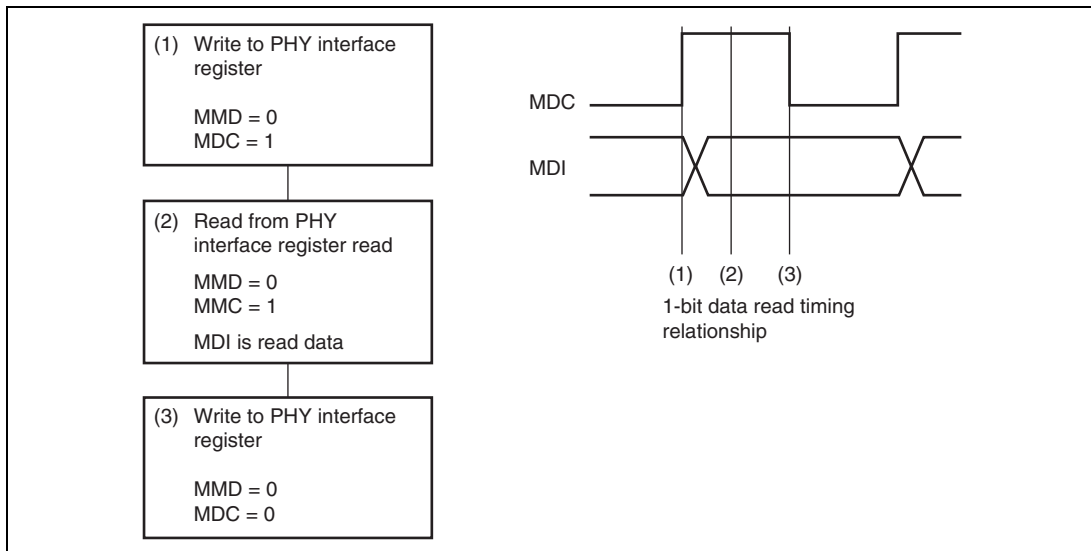 (1) Write to PHY interface
register
MMD = 0
MDC = 1
(2) Read from PHY
interface register read
MMD = 0
MMC = 1
MDI is read data
(3) Write to PHY interface
register
MMD = 0
MDC = 0
MDC
MDI
(1) (2) (3)
1-bit data read timing
relationship